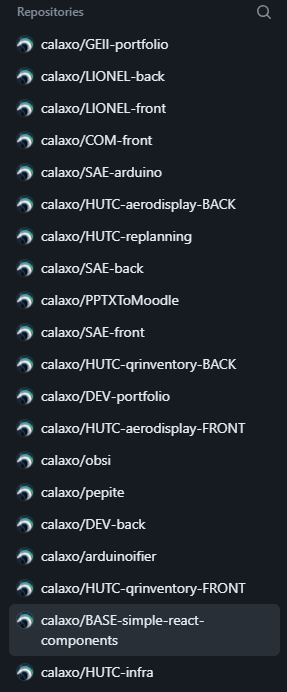 Repositories
calaxo/GEII-portfolio
calaxo/LIONEL-back
calaxo/LIONEL-front
calaxo/COM-front
calaxo/SAE-arduino
calaxo/HUTC-aerodisplay-BACK
calaxo/HUTC-replanning
calaxo/SAE-back
calaxo/PPTXToMoodle
calaxo/SAE-front
calaxo/HUTC-qrinventory-BACK
calaxo/DEV-portfolio
calaxo/HUTC-aerodisplay-FRONT
calaxo/obsi
calaxo/pepite
calaxo/DEV-back
calaxo/arduinoifier
calaxo/HUTC-qrinventory-FRONT
calaxo/BASE-simple-react-
components
calaxo/HUTC-infra